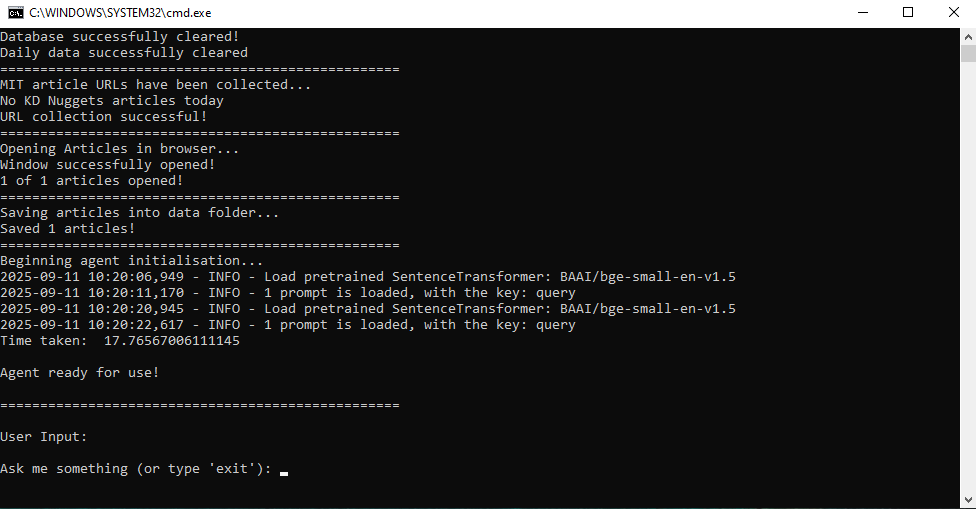 C:\WINDOWS\SYSTEM32\cmd.exe
Database successfully cleared!
Daily data successfully cleared
==================================================
MIT article URLs have been collected...
No KD Nuggets articles today
URL collection successful!
==================================================
Opening Articles in browser...
Window successfully opened!
1 of 1 articles opened!
==================================================
Saving articles into data folder...
Saved 1 articles!
==================================================
Beginning agent initialisation...
2025-09-11 10:20:06,949 - INFO - Load pretrained SentenceTransformer: BAAI/bge-small-en-v1.5
2025-09-11 10:20:11,170 - INFO - 1 prompt is loaded, with the key: query
2025-09-11 10:20:20,945 - INFO - Load pretrained SentenceTransformer: BAAI/bge-small-en-v1.5
2025-09-11 10:20:22,617 - INFO - 1 prompt is loaded, with the key: query
Time taken:  17.76567006111145
Agent ready for use!
==================================================
User Input:
Ask me something (or type 'exit'):